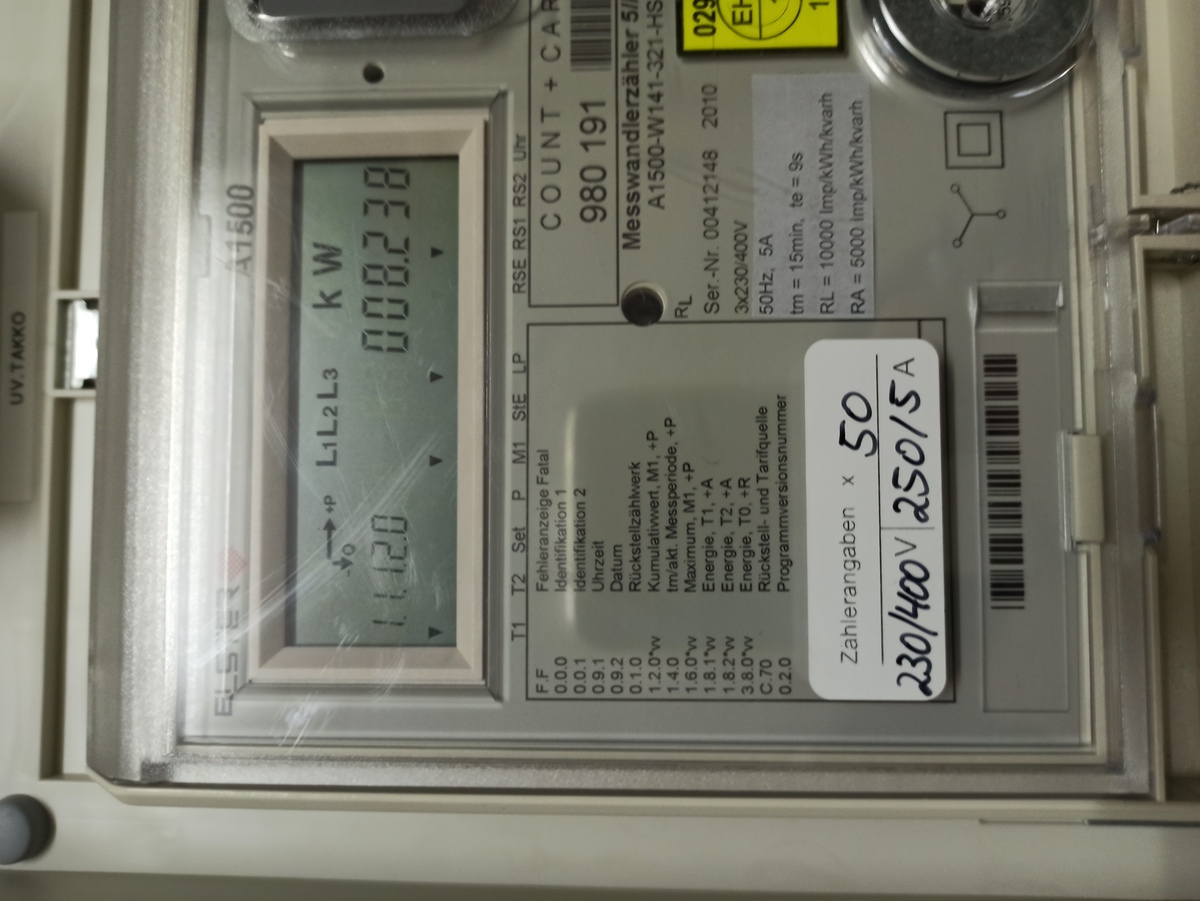 UV.TAKKO
ELSTER
A1500
+P L1L2L3 kW
1.1.2.0 008.238
T1 T2 Set P M1 StE LP RSE RS1 RS2 Uhr
F.F Fehleranzeige Fatal
0.0.0 Identifikation 1
0.0.1 Identifikation 2
0.9.1 Uhrzeit
0.9.2 Datum
0.1.0 Rückstellzählwerk
1.2.0*vv Kumulativwert, M1, +P
1.4.0 lm/akt. Messperiode, +P
1.6.0*vv Maximum, M1, +P
1.8.1*vv Energie, T1, +A
1.8.2*vv Energie, T2, +A
3.8.0*vv Energie, T0, +R
C.70 Rückstell- und Tarifquelle
0.2.0 Programmversionsnummer
Zählerangaben x 50
230/400V 250/5 A
COUNT + CAR
980 191
Messwandlerzähler 5/
A1500-W141-321-HS
RL
Ser.-Nr. 00412148 2010
3x230/400V
50Hz, 5A
tm = 15min, te = 9s
RL = 10000 Imp/kWh/kvarh
RA = 5000 Imp/kWh/kvarh
029
EH
1